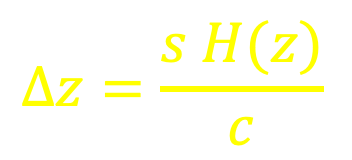 Δz = s H(z) / c